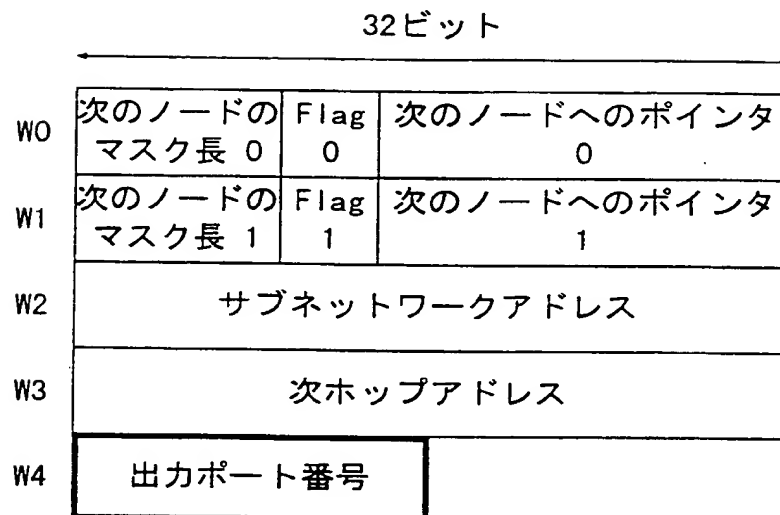 32ビット
W0
次のノードの
マスク長 0
Flag
0
次のノードへのポインタ
0
W1
次のノードの
マスク長 1
Flag
1
次のノードへのポインタ
1
W2
サブネットワークアドレス
W3
次ホップアドレス
W4
出力ポート番号